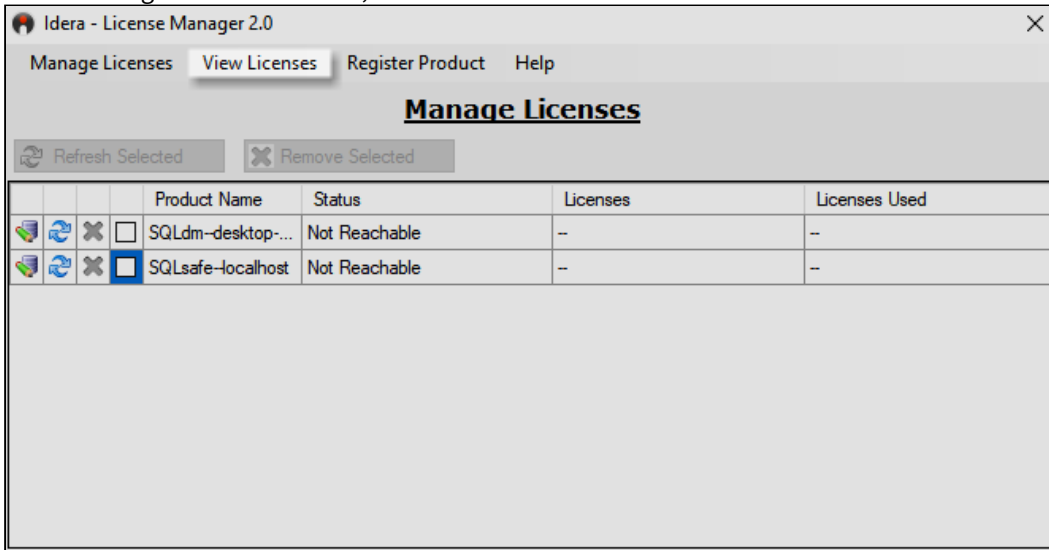 Idera - License Manager 2.0
Manage Licenses View Licenses Register Product Help
Manage Licenses
Refresh Selected Remove Selected
Product Name Status Licenses Licenses Used
SQLdm--desktop-... Not Reachable -- --
SQLsafe--localhost Not Reachable -- --